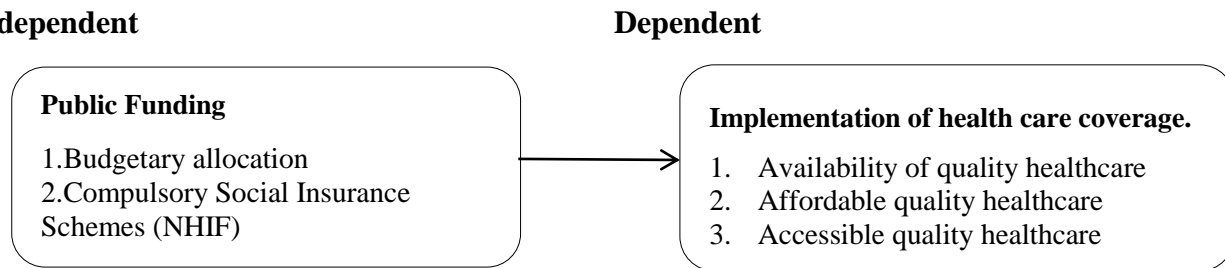 dependent
Dependent
Public Funding
1.Budgetary allocation
2.Compulsory Social Insurance
Schemes (NHIF)
Implementation of health care coverage.
1. Availability of quality healthcare
2. Affordable quality healthcare
3. Accessible quality healthcare